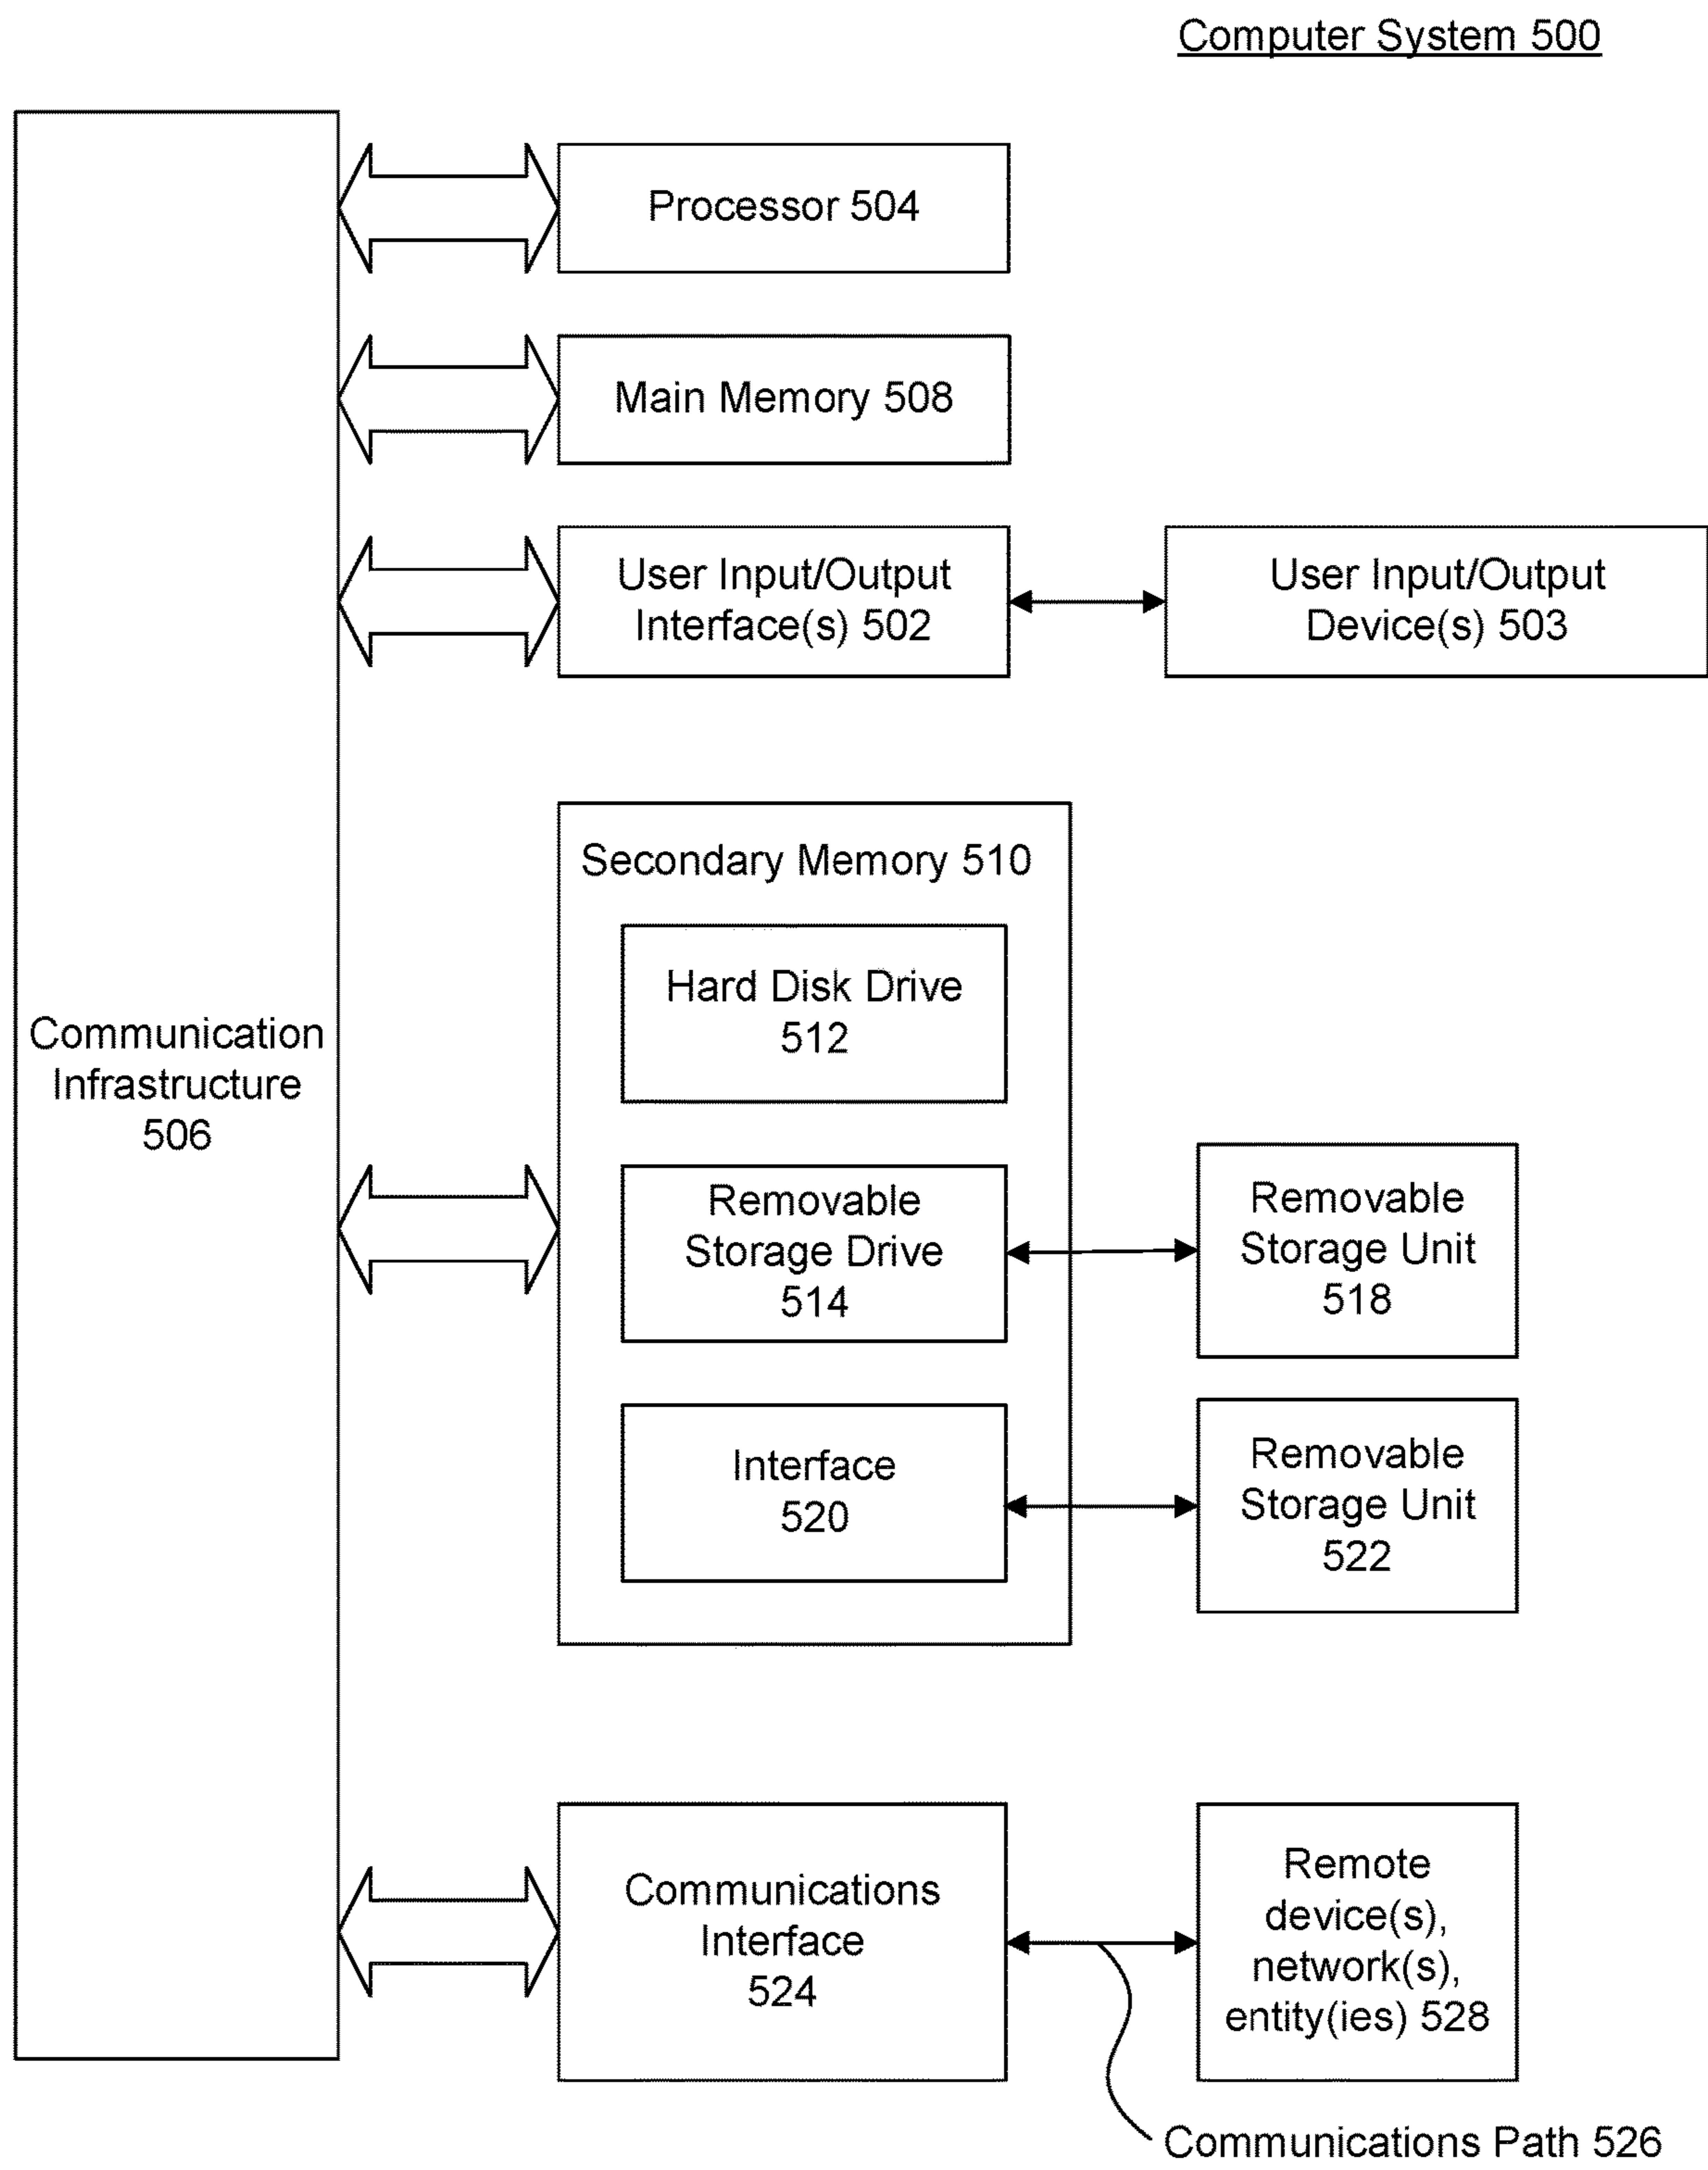 Computer System 500
Processor 504
Main Memory 508
User Input/Output
Interface(s) 502
User Input/Output
Device(s) 503
Secondary Memory 510
Hard Disk Drive
512
Communication
Infrastructure
506
Removable
Storage Drive
514
Removable
Storage Unit
518
Interface
520
Removable
Storage Unit
522
Communications
Interface
524
Remote
device(s),
network(s),
entity(ies) 528
Communications Path 526